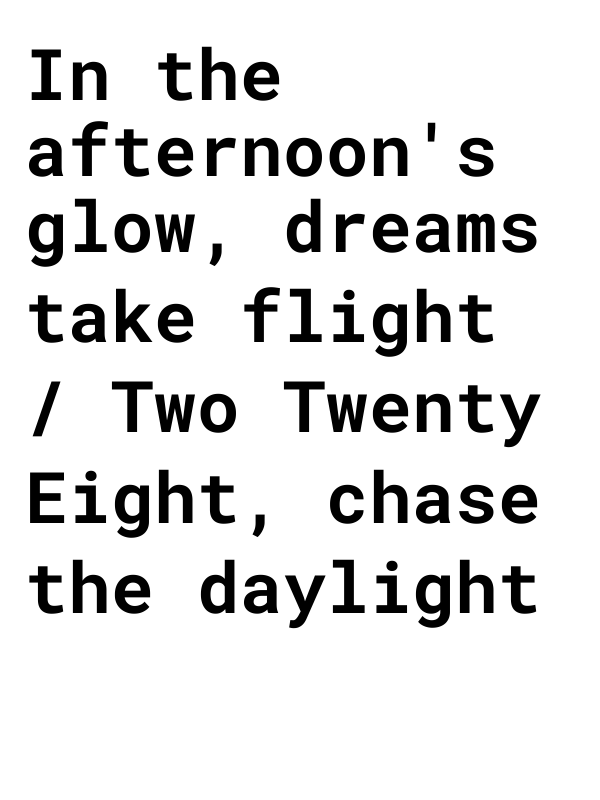 In the
afternoon's
glow, dreams
take flight
/ Two Twenty
Eight, chase
the daylight